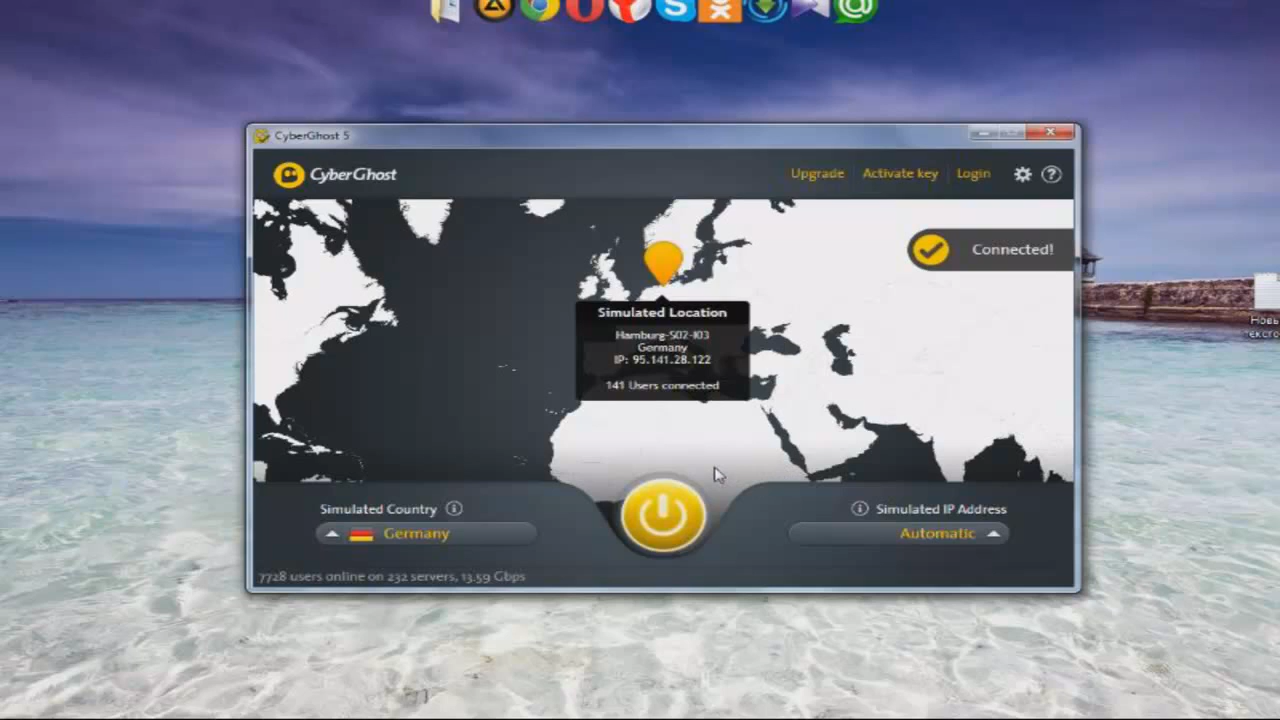 CyberGhost 5
CyberGhost
Upgrade
Activate key
Login
Connected!
Simulated Location
Hamburg-S02-I03
Germany
IP: 95.141.28.122
141 Users connected
Simulated Country
Simulated IP Address
Germany
Automatic
7728 users online on 232 servers, 13.59 Gbps